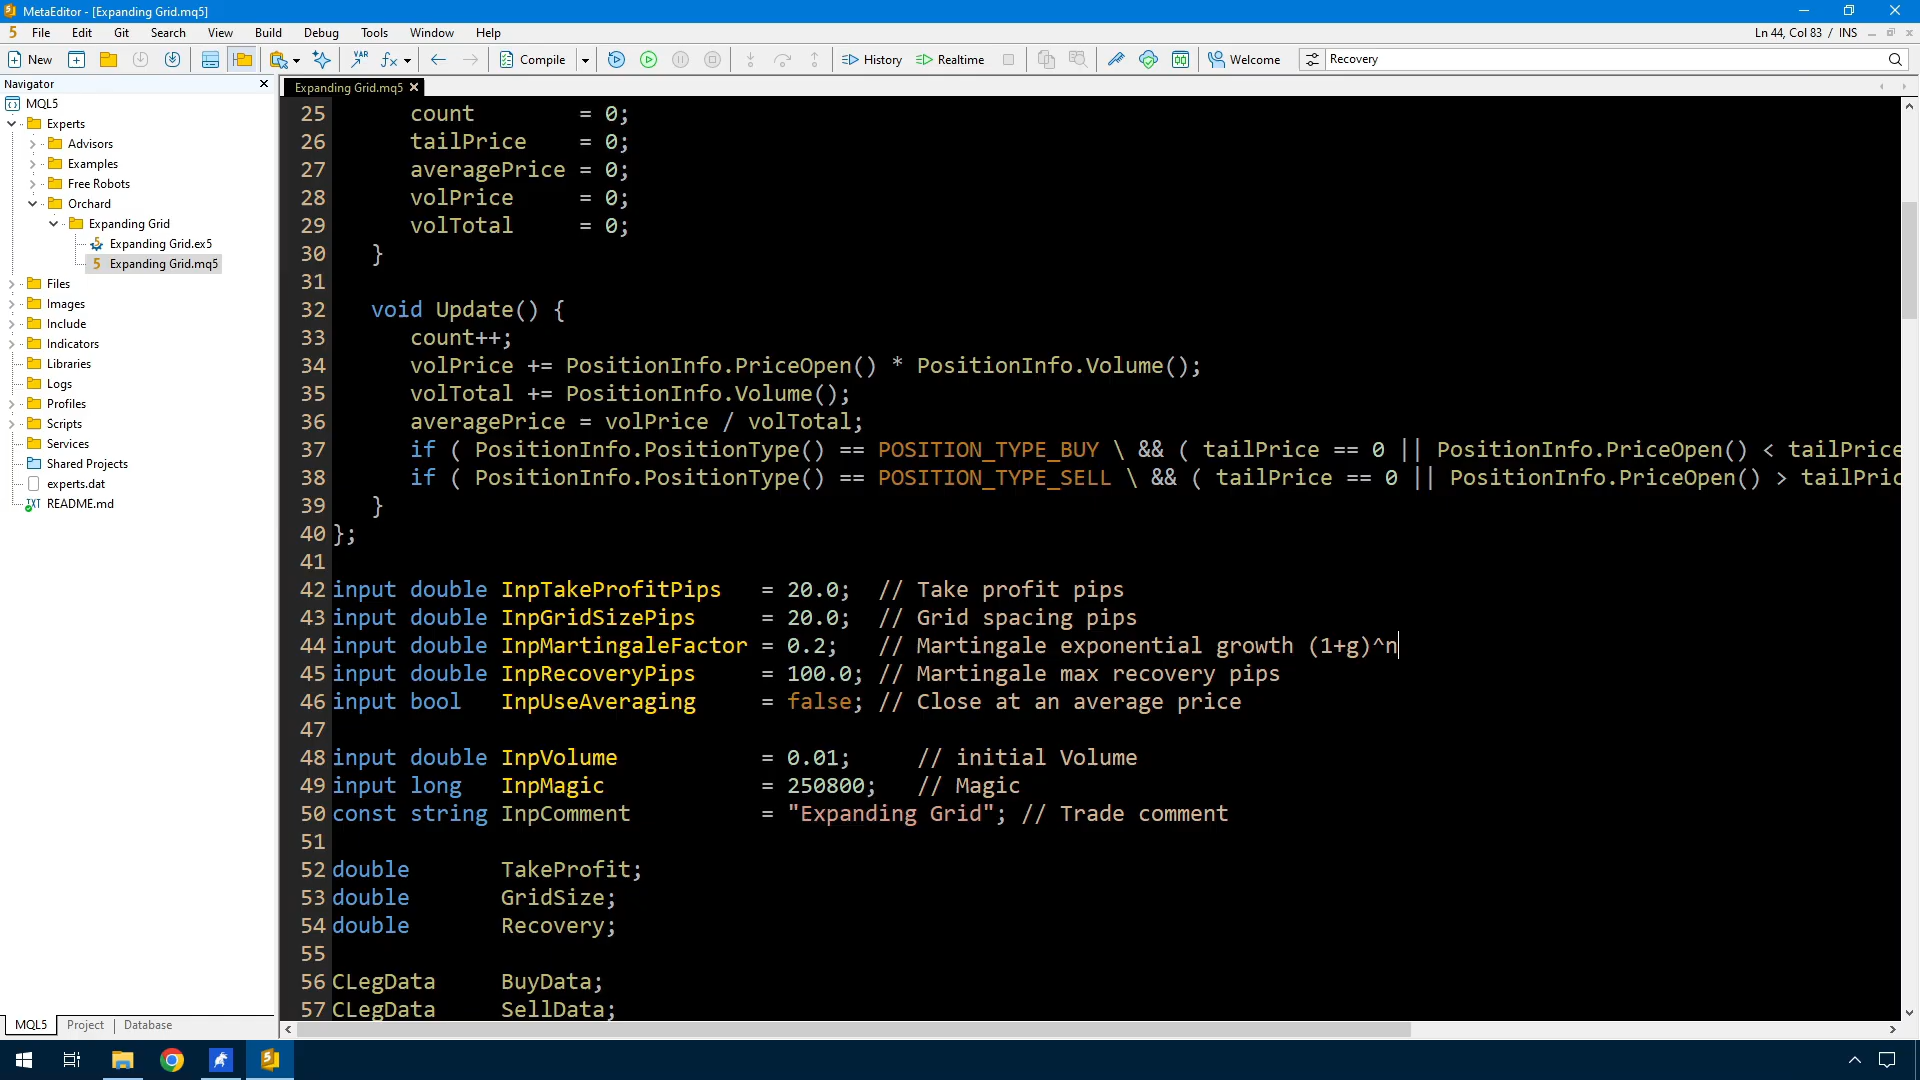 MetaEditor - [Expanding Grid.mq5]
5 File Edit Git Search View Build Debug Tools Window Help
Ln 44, Col 83 / INS
New Compile History Realtime Welcome Recovery
Navigator
Expanding Grid.mq5
MQL5
Experts
Advisors
Examples
Free Robots
Orchard
Expanding Grid
Expanding Grid.ex5
5 Expanding Grid.mq5
Files
Images
Include
Indicators
Libraries
Logs
Profiles
Scripts
Services
Shared Projects
experts.dat
README.md
25 count = 0;
26 tailPrice = 0;
27 averagePrice = 0;
28 volPrice = 0;
29 volTotal = 0;
30 }
31
32 void Update() {
33 count++;
34 volPrice += PositionInfo.PriceOpen() * PositionInfo.Volume();
35 volTotal += PositionInfo.Volume();
36 averagePrice = volPrice / volTotal;
37 if ( PositionInfo.PositionType() == POSITION_TYPE_BUY \ && ( tailPrice == 0 || PositionInfo.PriceOpen() < tailPrice
38 if ( PositionInfo.PositionType() == POSITION_TYPE_SELL \ && ( tailPrice == 0 || PositionInfo.PriceOpen() > tailPric
39 }
40 };
41
42 input double InpTakeProfitPips = 20.0; // Take profit pips
43 input double InpGridSizePips = 20.0; // Grid spacing pips
44 input double InpMartingaleFactor = 0.2; // Martingale exponential growth (1+g)^n
45 input double InpRecoveryPips = 100.0; // Martingale max recovery pips
46 input bool InpUseAveraging = false; // Close at an average price
47
48 input double InpVolume = 0.01; // initial Volume
49 input long InpMagic = 250800; // Magic
50 const string InpComment = "Expanding Grid"; // Trade comment
51
52 double TakeProfit;
53 double GridSize;
54 double Recovery;
55
56 CLegData BuyData;
57 CLegData SellData;
MQL5 Project Database